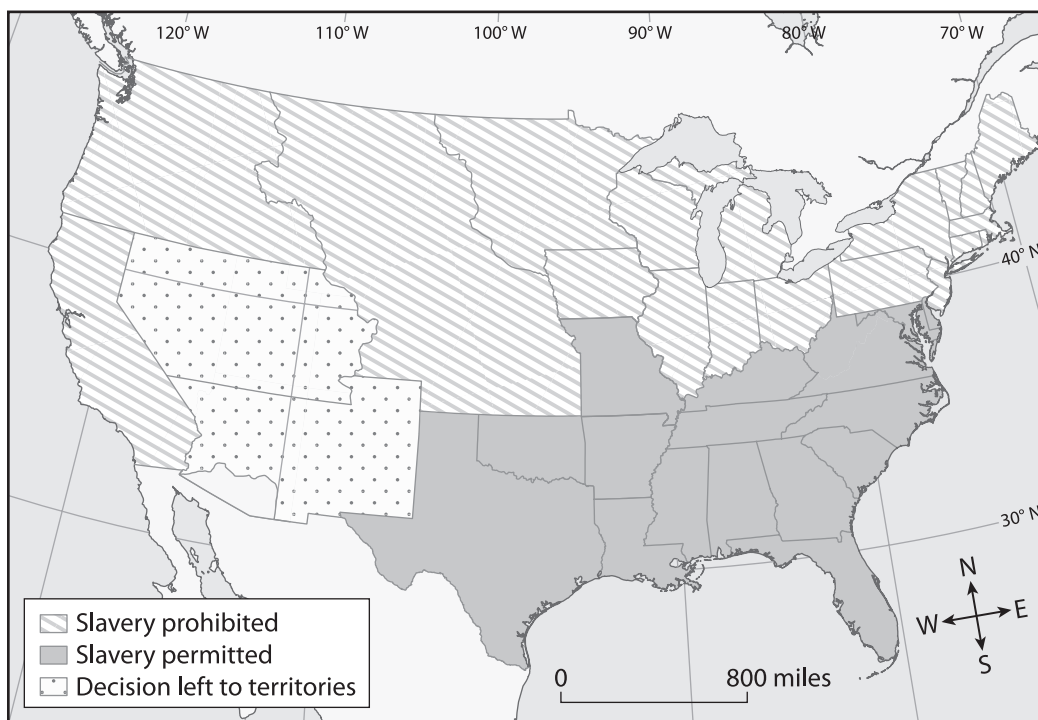 120° W 110° W 100° W 90° W 80° W 70° W
40° N
30° N
N
W E
S
Slavery prohibited
Slavery permitted
Decision left to territories
0 800 miles